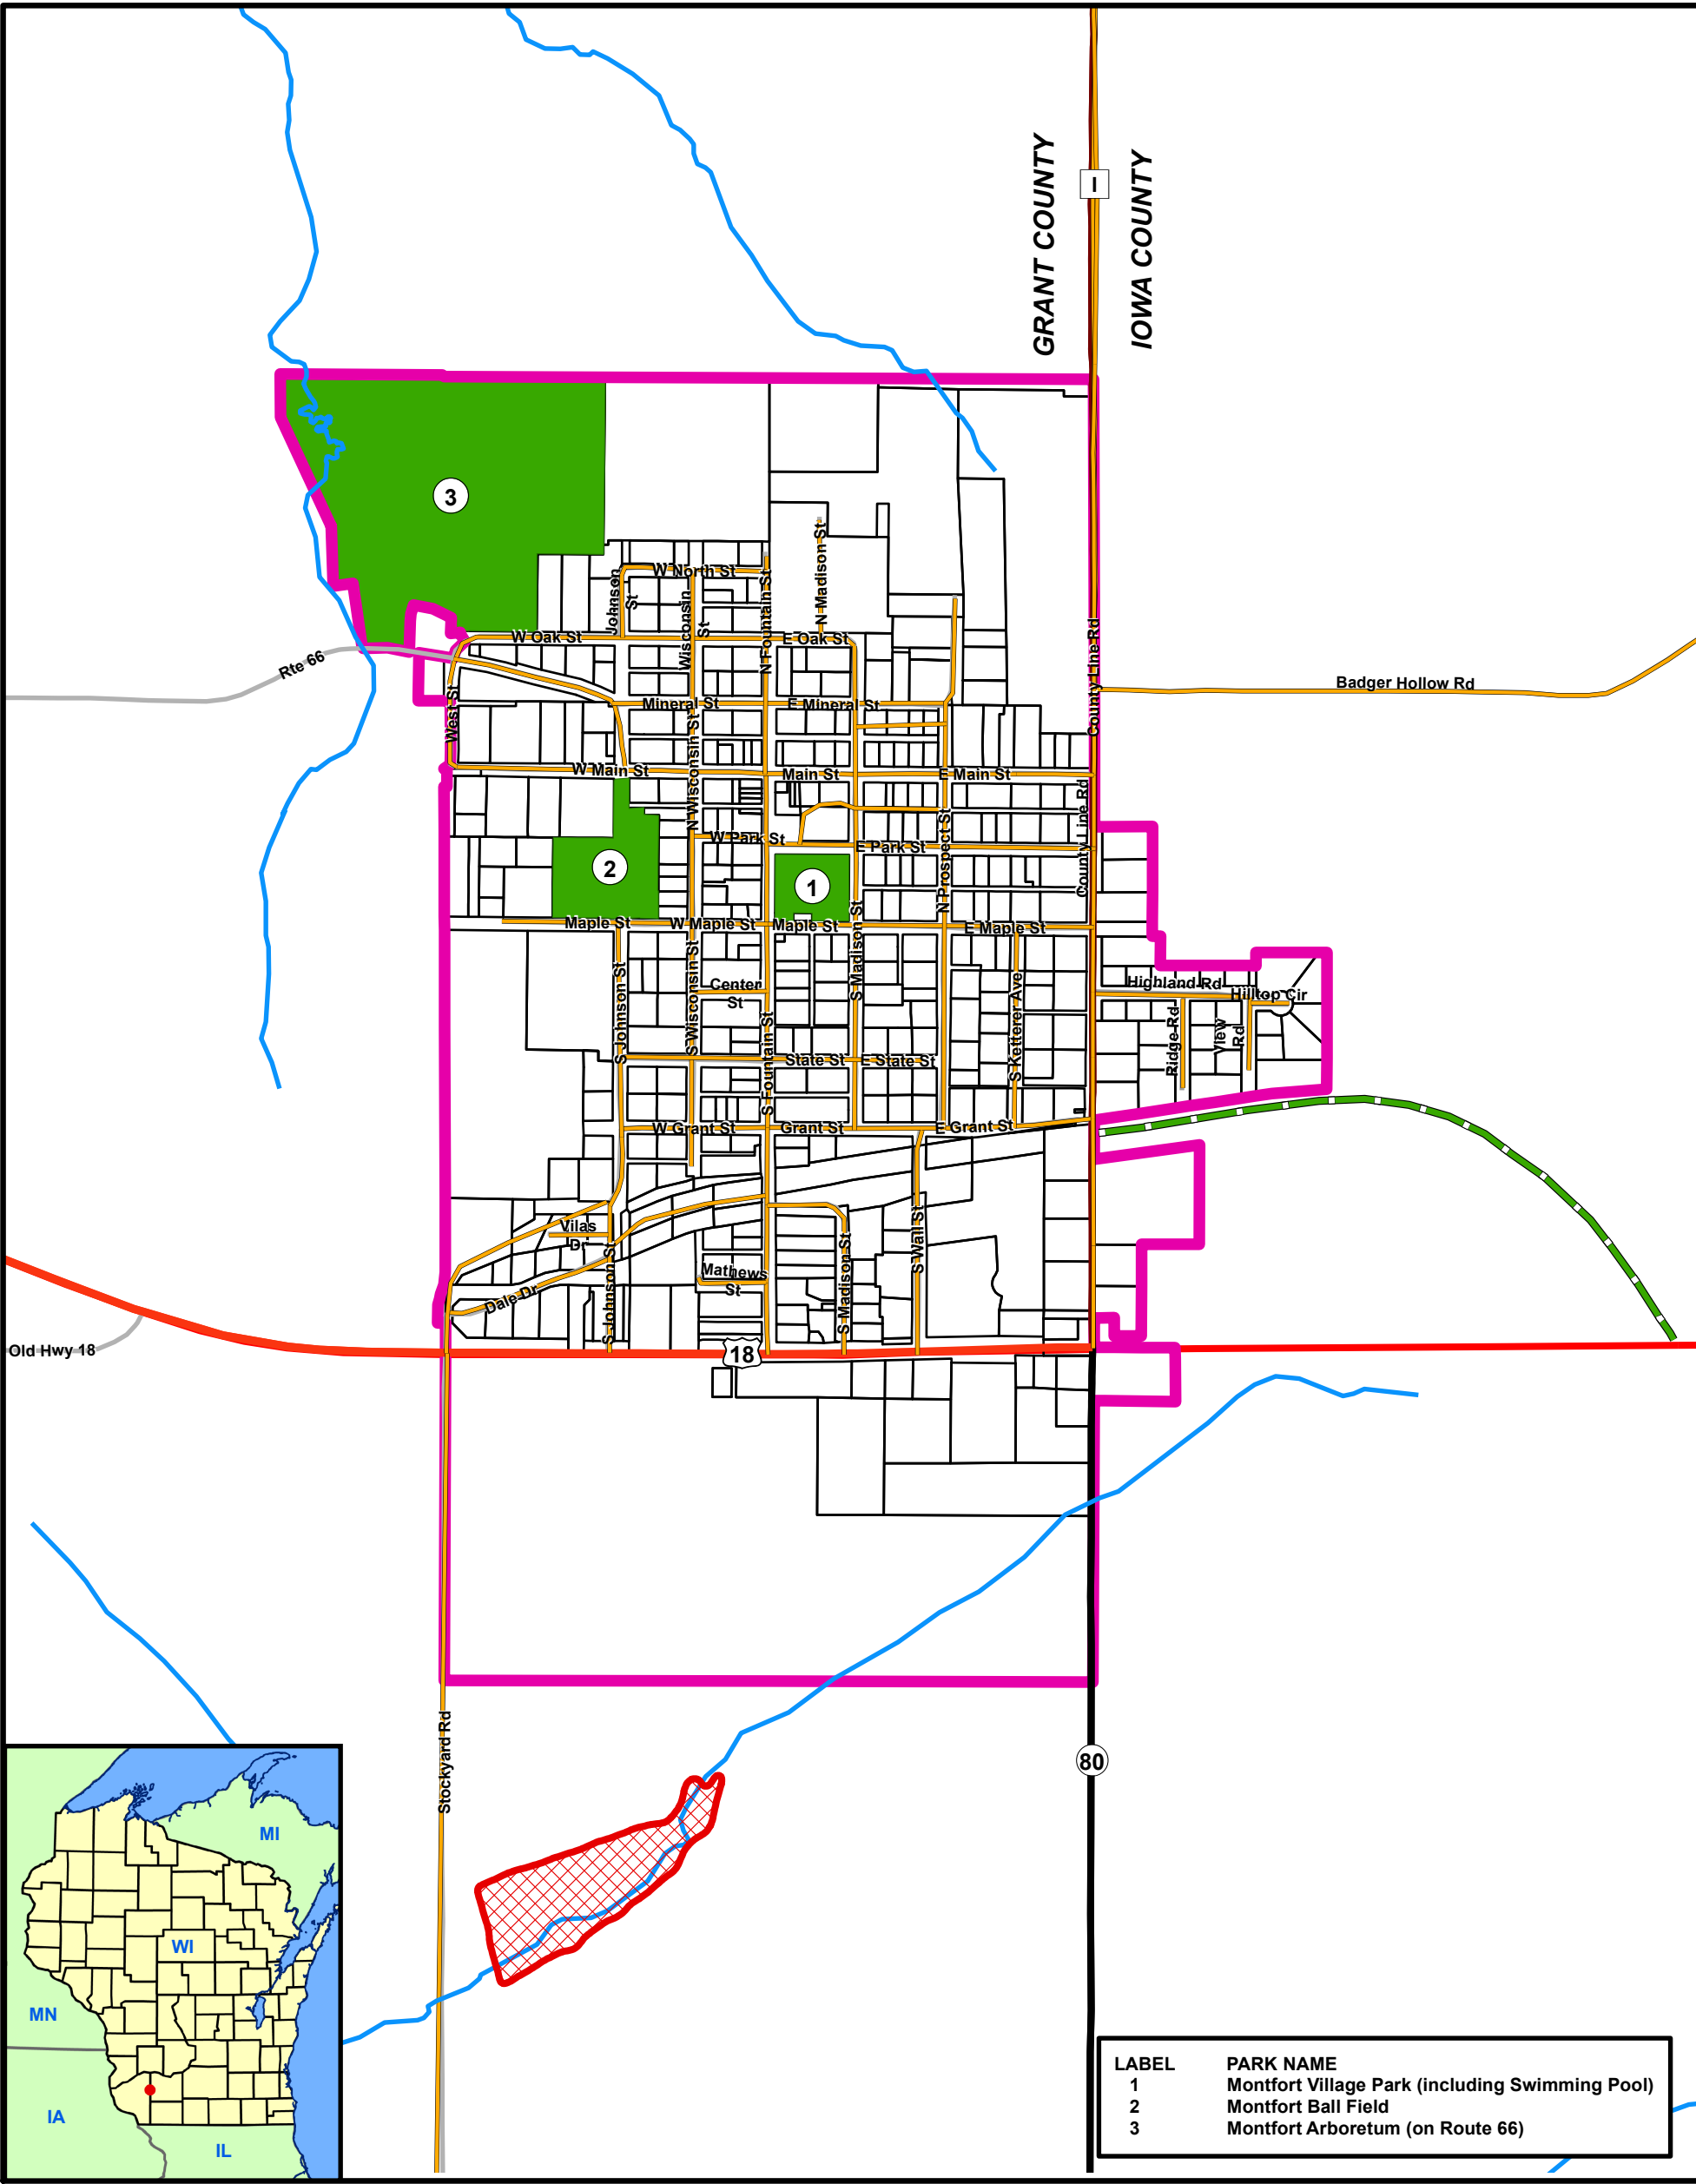 GRANT COUNTY
IOWA COUNTY
I
3
W North St
Johnson
St
Wisconsin
St
N Fountain St
N Madison St
W Oak St
E Oak St
Rte 66
County Line Rd
Badger Hollow Rd
West St
Mineral St
E Mineral St
N Wisconsin St
W Main St
Main St
E Main St
County Line Rd
N Prospect St
W Park St
E Park St
2
1
Maple St
W Maple St
Maple St
E Maple St
S Madison St
Center
St
S Johnson St
S Wisconsin St
S Fountain St
S Ketterer Ave
Highland Rd
Hilltop Cir
Ridge Rd
View
Rd
State St
E State St
W Grant St
Grant St
E Grant St
Vilas
D
S Wall St
Mathews
St
S Madison St
S Johnson St
Dale Dr
Old Hwy 18
18
Stockyard Rd
80
MI
WI
MN
IA
IL
LABEL PARK NAME
1 Montfort Village Park (including Swimming Pool)
2 Montfort Ball Field
3 Montfort Arboretum (on Route 66)